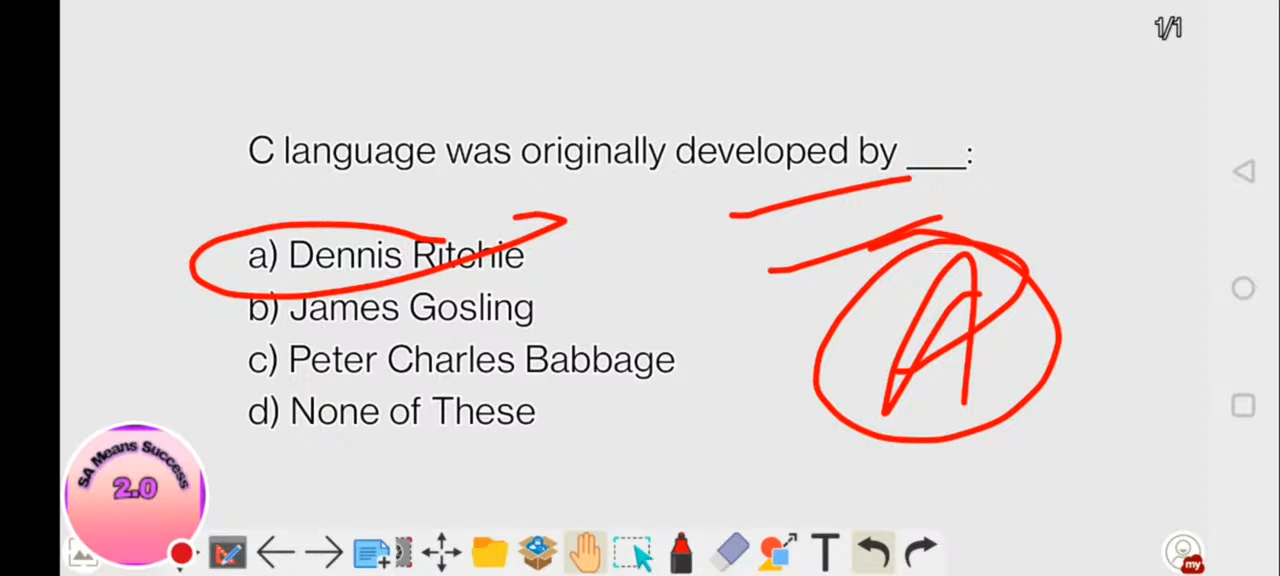 1/1
C language was originally developed by ___:
a) Dennis Ritchie
b) James Gosling
c) Peter Charles Babbage
d) None of These
A
SA Means Success
2.0
T
my